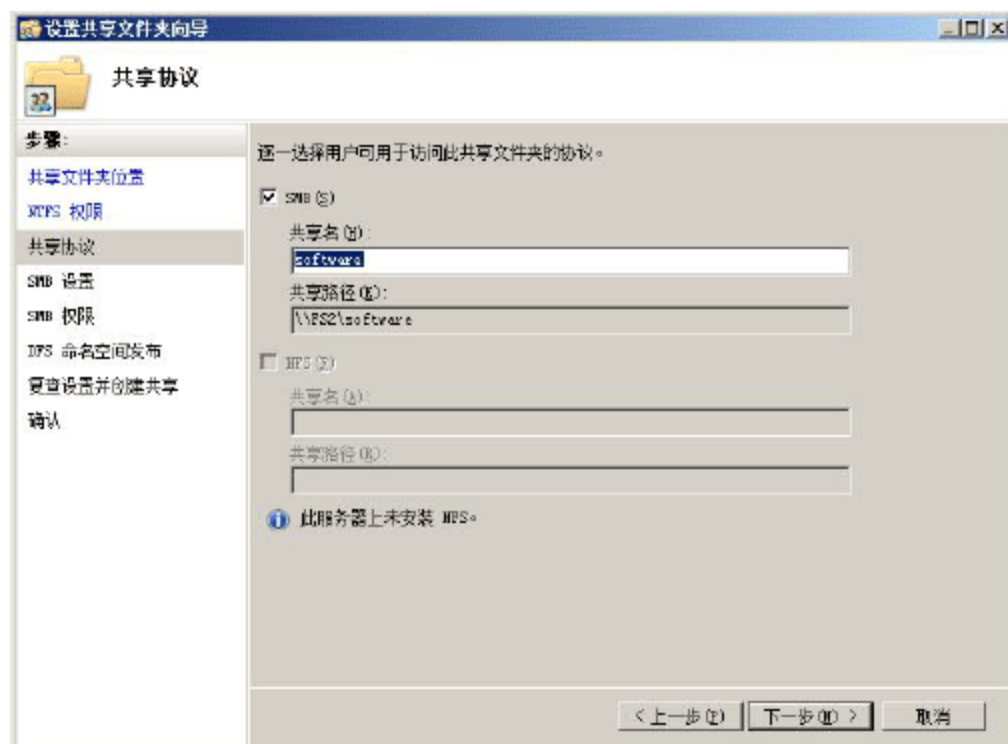 设置共享文件夹向导
共享协议
步骤:
共享文件夹位置
NTFS 权限
共享协议
SMB 设置
SMB 权限
DFS 命名空间发布
复查设置并创建共享
确认
逐一选择用户可用于访问此共享文件夹的协议。
SMB(S)
共享名(M):
software
共享路径(E):
\\FS2\software
NFS(F)
共享名(A):
共享路径(R):
此服务器上未安装 NFS。
< 上一步(P)
下一步(N) >
取消